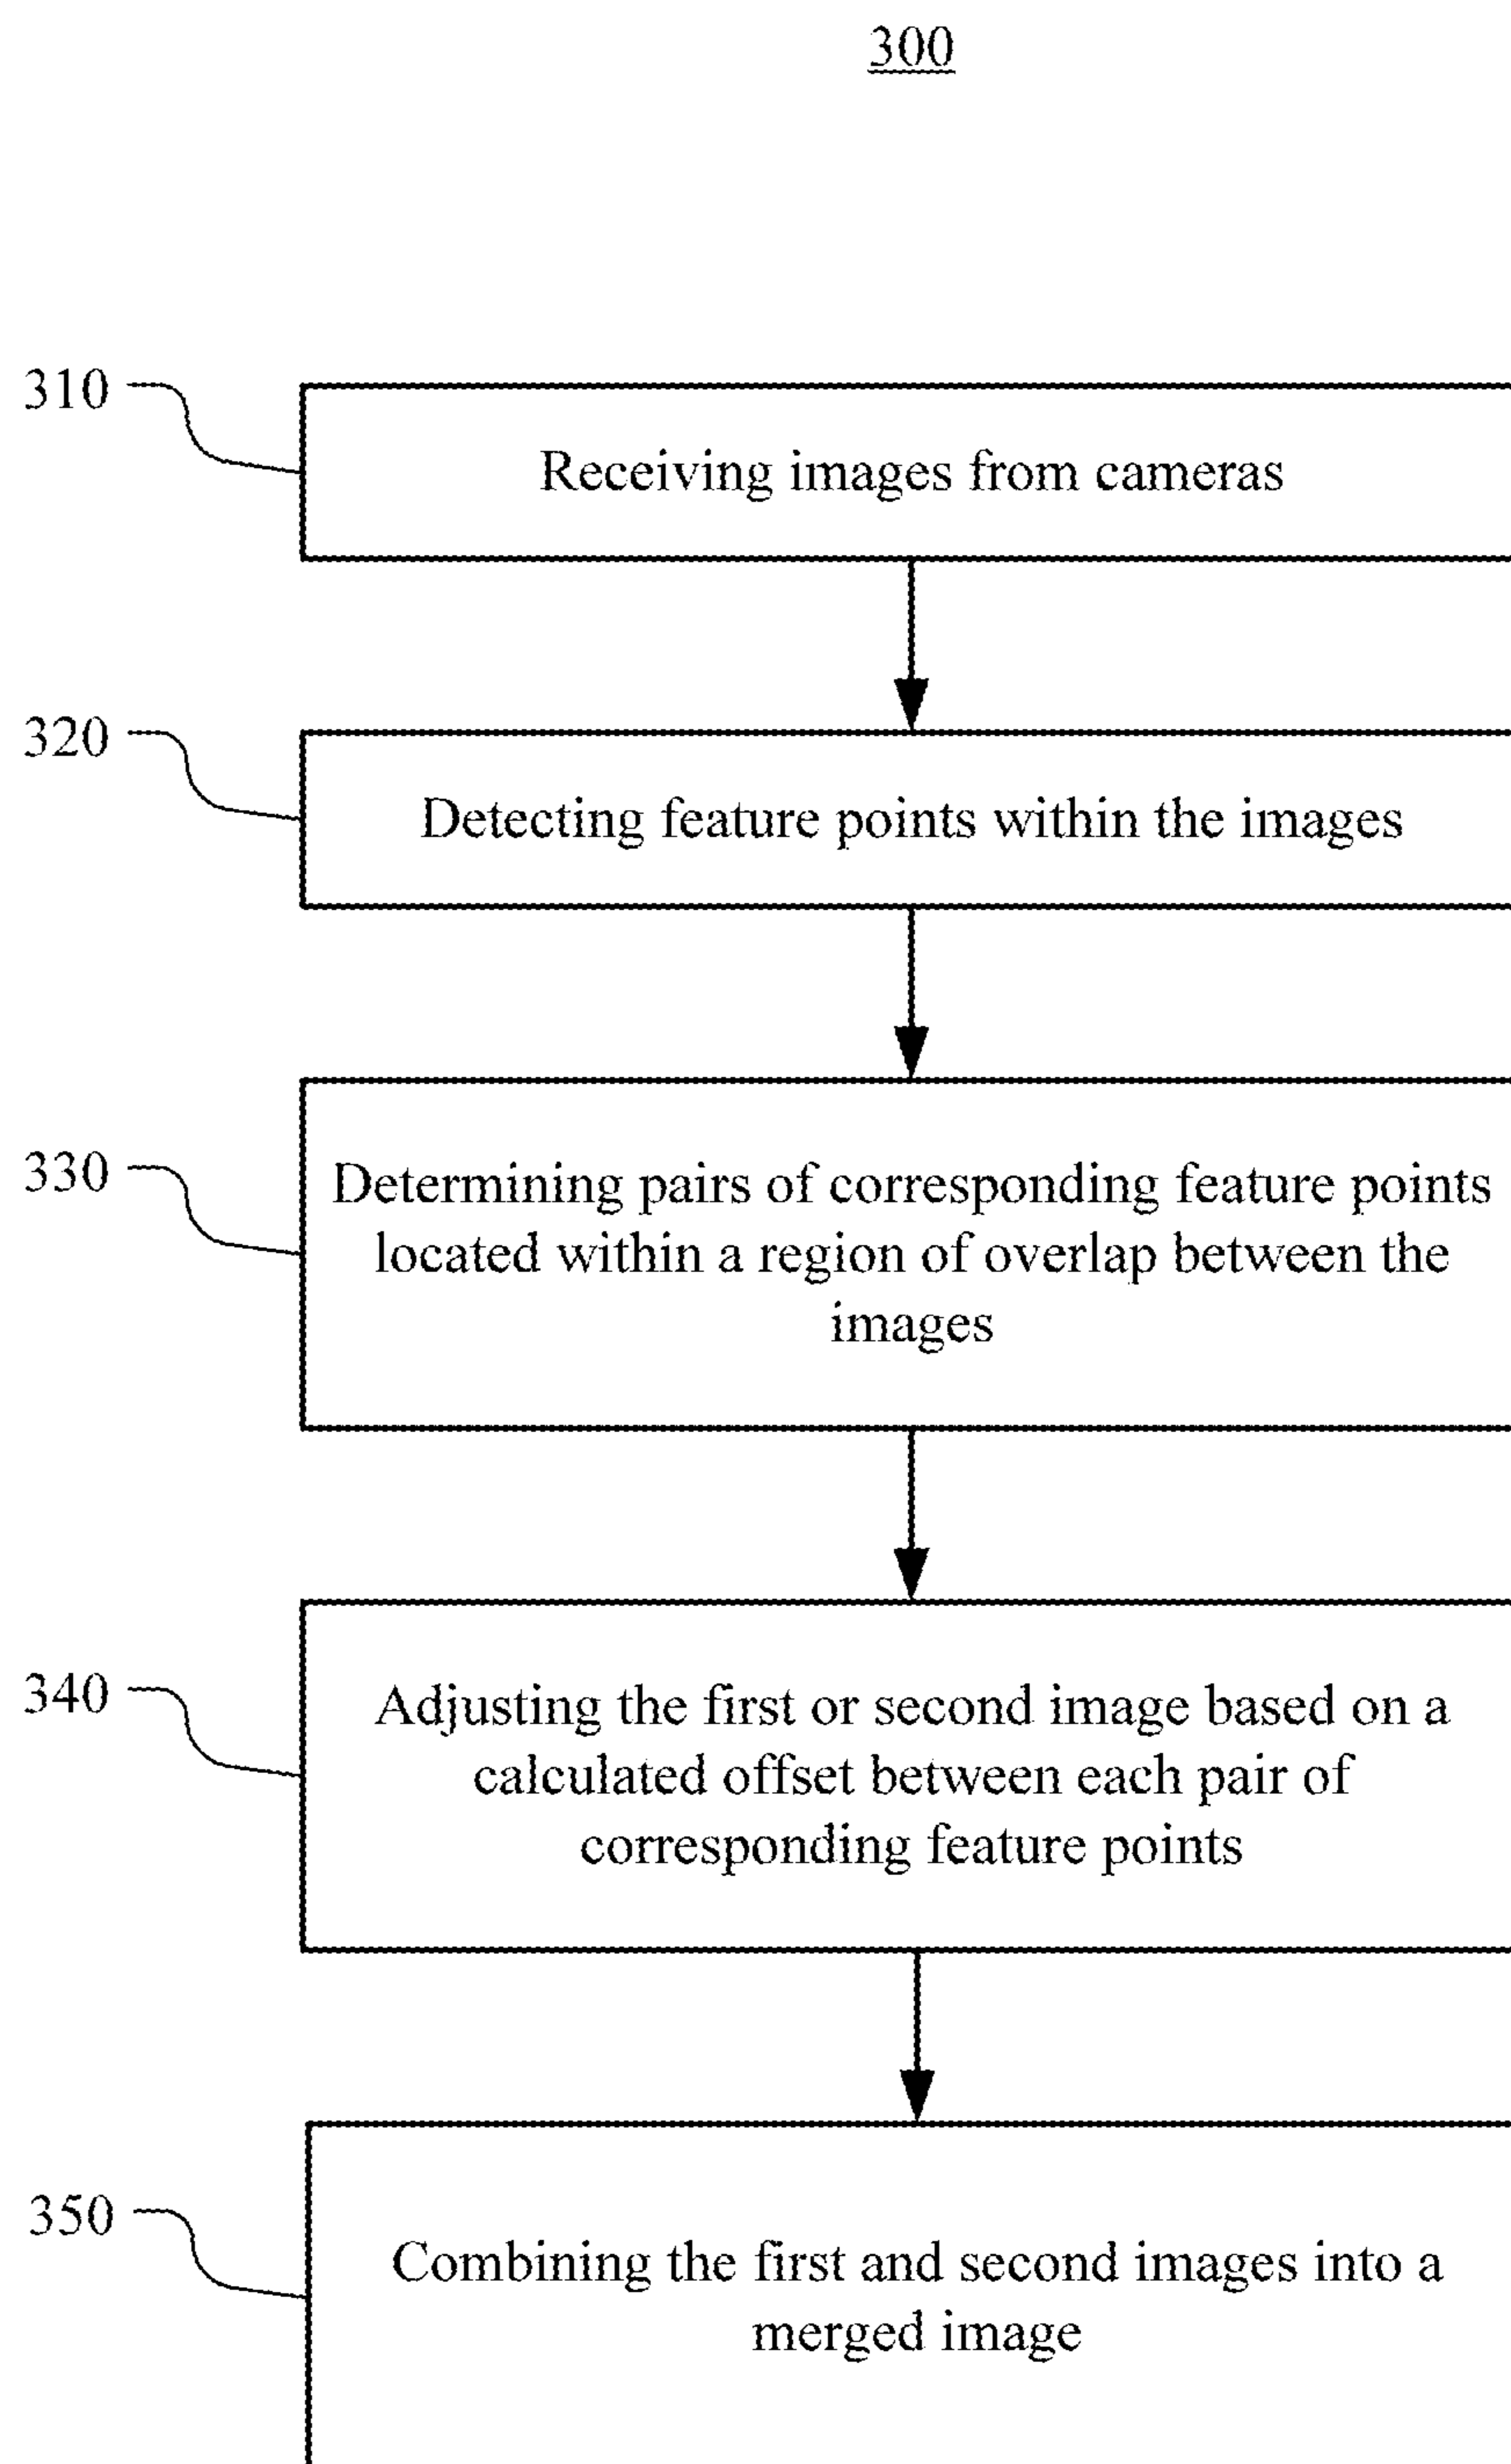 300
310
Receiving images from cameras
320
Detecting feature points within the images
330
Determining pairs of corresponding feature points
located within a region of overlap between the
images
340
Adjusting the first or second image based on a
calculated offset between each pair of
corresponding feature points
350
Combining the first and second images into a
merged image